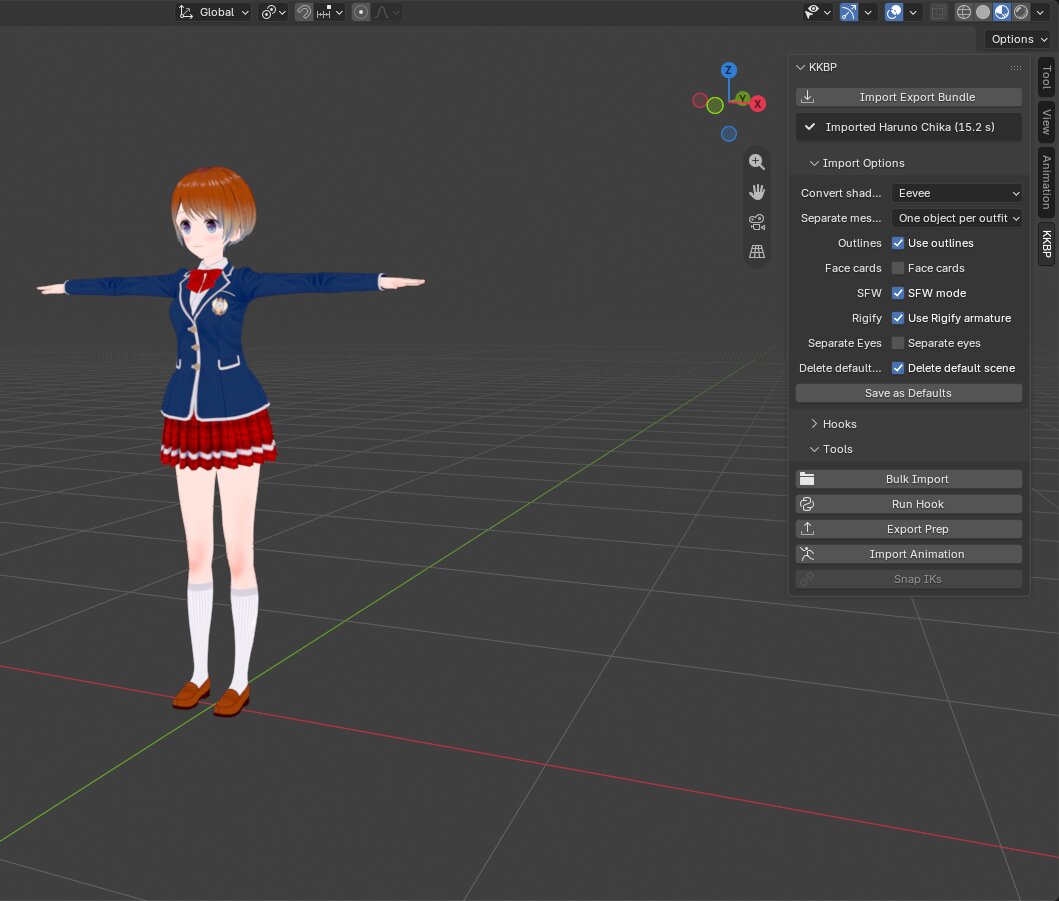 Global
Options
KKBP
Import Export Bundle
Imported Haruno Chika (15.2 s)
Import Options
Convert shad... Eevee
Separate mes... One object per outfit
Outlines Use outlines
Face cards Face cards
SFW SFW mode
Rigify Use Rigify armature
Separate Eyes Separate eyes
Delete default... Delete default scene
Save as Defaults
Hooks
Tools
Bulk Import
Run Hook
Export Prep
Import Animation
Snap IKs
Z
Y
X
Tool
View
Animation
KKBP